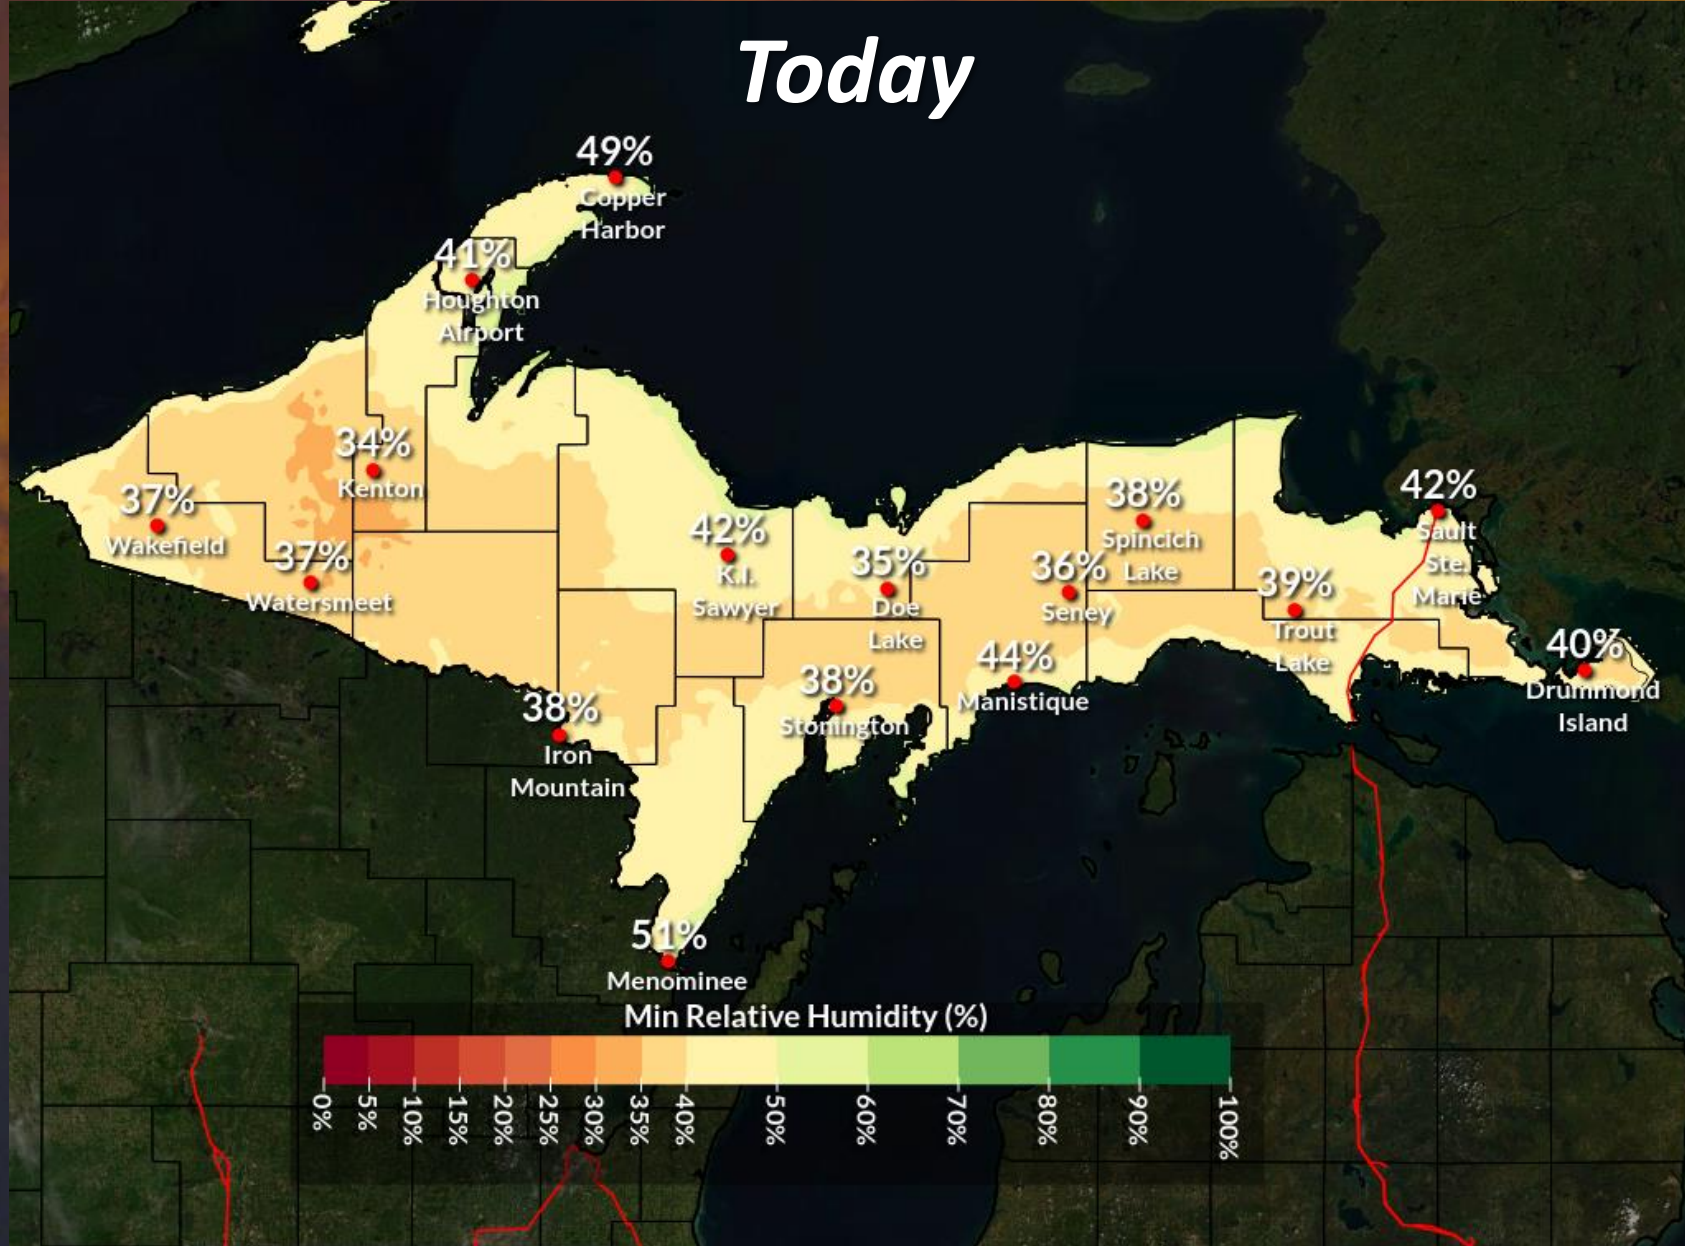 Today
49%
Copper
Harbor
41%
Houghton
Airport
34%
Kenton
37%
Wakefield
37%
Watersmeet
42%
K.I.
Sawyer
35%
Doe
Lake
36%
Seney
38%
Spincich
Lake
42%
Sault
Ste.
Marie
39%
Trout
Lake
40%
Drummond
Island
44%
Manistique
38%
Stonington
38%
Iron
Mountain
51%
Menominee
Min Relative Humidity (%)
0%
5%
10%
15%
20%
25%
30%
35%
40%
50%
60%
70%
80%
90%
100%